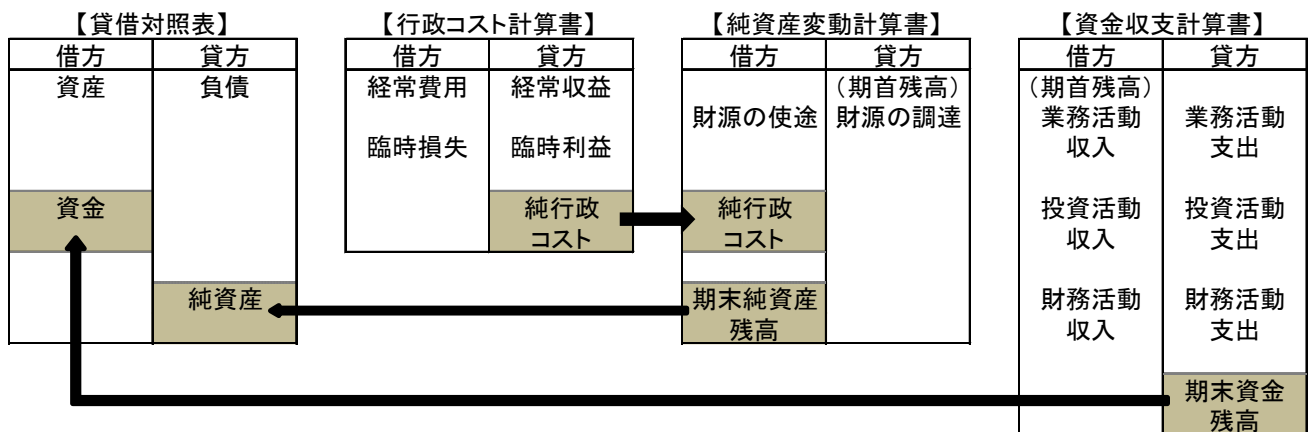 【貸借対照表】
借方 貸方
資産 負債
資金
純資産
【行政コスト計算書】
借方 貸方
経常費用 経常収益
臨時損失 臨時利益
純行政
コスト
【純資産変動計算書】
借方 貸方
（期首残高）
財源の使途 財源の調達
純行政
コスト
期末純資産
残高
【資金収支計算書】
借方 貸方
（期首残高）
業務活動 業務活動
収入 支出
投資活動 投資活動
収入 支出
財務活動 財務活動
収入 支出
期末資金
残高